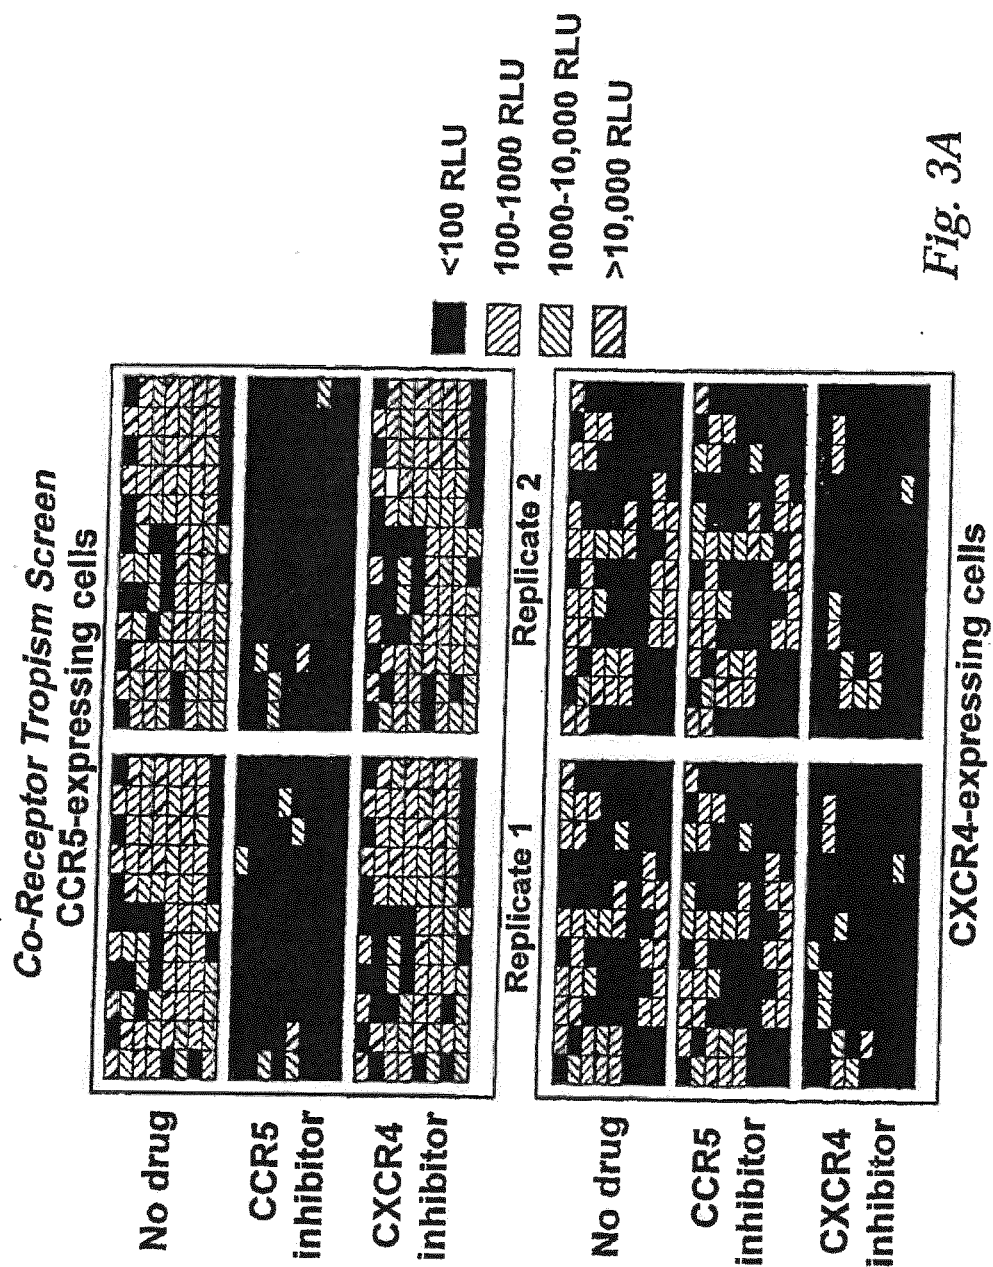 Co-Receptor Tropism Screen
CCR5-expressing cells
No drug
CCR5
inhibitor
CXCR4
inhibitor
Replicate 1
Replicate 2
No drug
CCR5
inhibitor
CXCR4
inhibitor
CXCR4-expressing cells
<100 RLU
100-1000 RLU
1000-10,000 RLU
>10,000 RLU
Fig. 3A